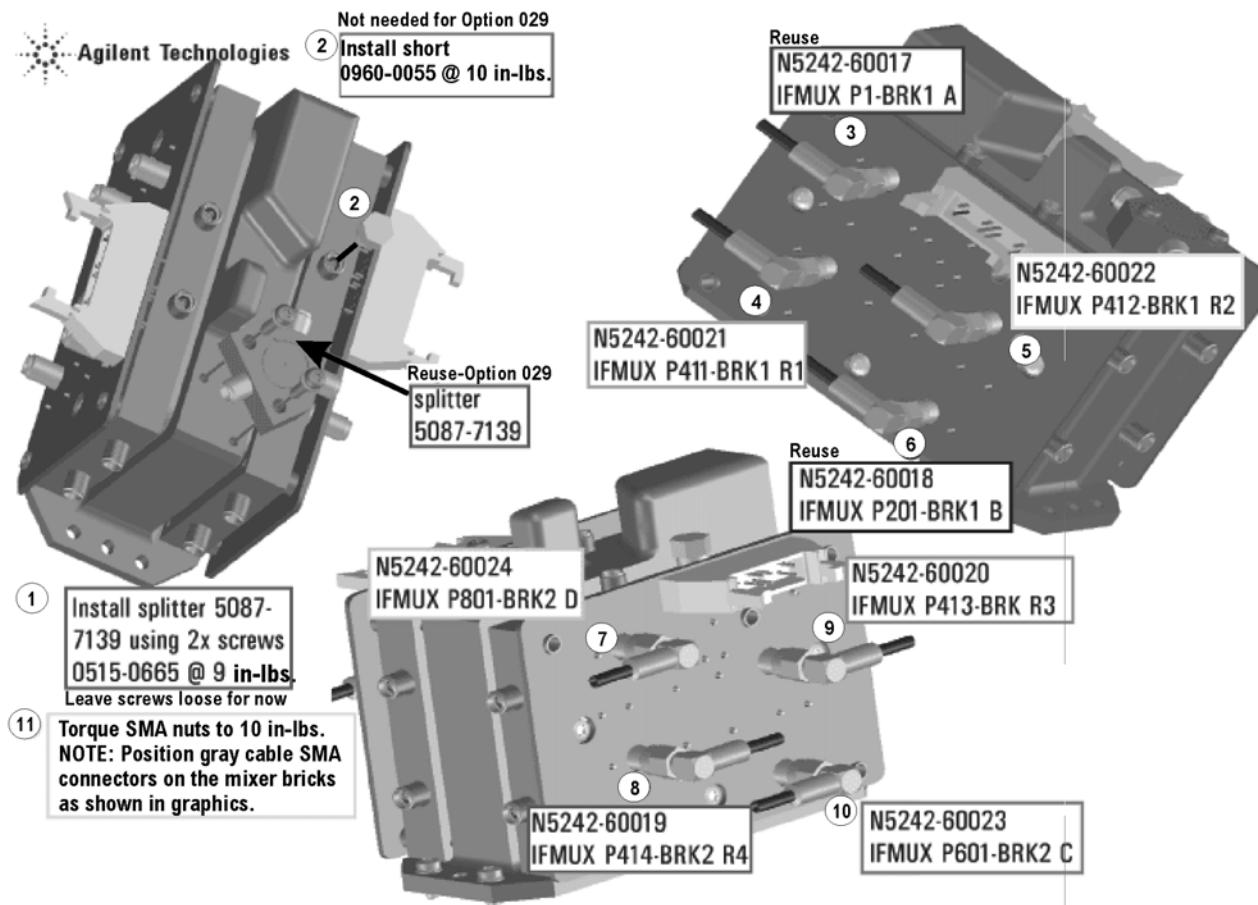 Agilent Technologies
Not needed for Option 029
2
Install short
0960-0055 @ 10 in-lbs.
2
Reuse-Option 029
splitter
5087-7139
Reuse
N5242-60017
IFMUX P1-BRK1 A
3
4
N5242-60021
IFMUX P411-BRK1 R1
N5242-60022
IFMUX P412-BRK1 R2
5
6
Reuse
N5242-60018
IFMUX P201-BRK1 B
1
Install splitter 5087-
7139 using 2x screws
0515-0665 @ 9 in-lbs.
Leave screws loose for now
11
Torque SMA nuts to 10 in-lbs.
NOTE: Position gray cable SMA
connectors on the mixer bricks
as shown in graphics.
N5242-60024
IFMUX P801-BRK2 D
7
N5242-60020
IFMUX P413-BRK R3
9
8
N5242-60019
IFMUX P414-BRK2 R4
10
N5242-60023
IFMUX P601-BRK2 C